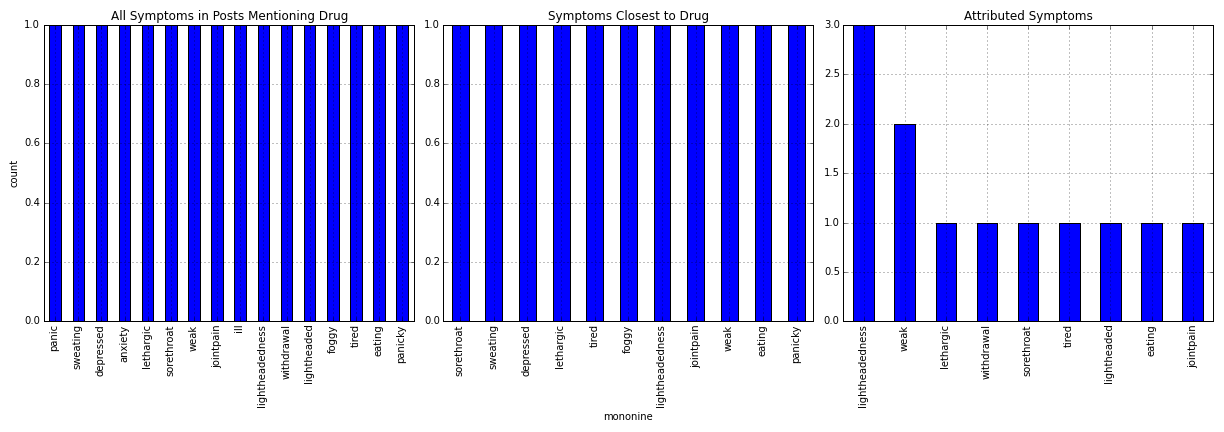 All Symptoms in Posts Mentioning Drug
1.0
0.8
0.6
0.4
0.2
0.0
count
panic
sweating
depressed
anxiety
lethargic
sorethroat
weak
jointpain
ill
lightheadedness
withdrawal
lightheaded
foggy
tired
eating
panicky
Symptoms Closest to Drug
1.0
0.8
0.6
0.4
0.2
0.0
sorethroat
sweating
depressed
lethargic
tired
foggy
lightheadedness
jointpain
weak
eating
panicky
mononine
Attributed Symptoms
3.0
2.5
2.0
1.5
1.0
0.5
0.0
lightheadedness
weak
lethargic
withdrawal
sorethroat
tired
lightheaded
eating
jointpain